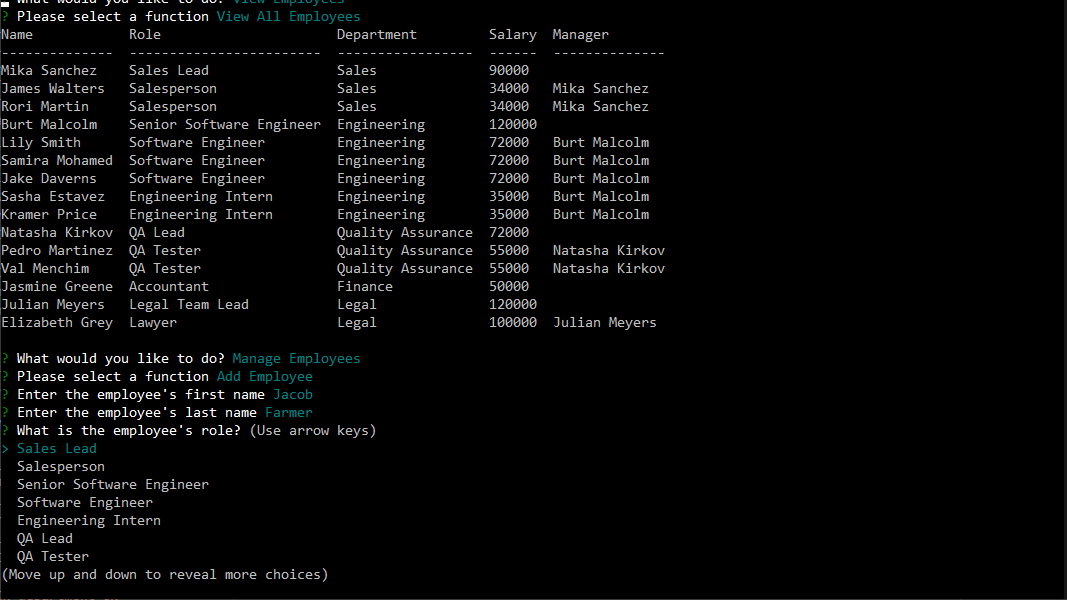 What would you like to do? View Employees
? Please select a function View All Employees
Name Role Department Salary Manager
-------------- ------------------------ ----------------- ------ --------------
Mika Sanchez Sales Lead Sales 90000
James Walters Salesperson Sales 34000 Mika Sanchez
Rori Martin Salesperson Sales 34000 Mika Sanchez
Burt Malcolm Senior Software Engineer Engineering 120000
Lily Smith Software Engineer Engineering 72000 Burt Malcolm
Samira Mohamed Software Engineer Engineering 72000 Burt Malcolm
Jake Daverns Software Engineer Engineering 72000 Burt Malcolm
Sasha Estavez Engineering Intern Engineering 35000 Burt Malcolm
Kramer Price Engineering Intern Engineering 35000 Burt Malcolm
Natasha Kirkov QA Lead Quality Assurance 72000
Pedro Martinez QA Tester Quality Assurance 55000 Natasha Kirkov
Val Menchim QA Tester Quality Assurance 55000 Natasha Kirkov
Jasmine Greene Accountant Finance 50000
Julian Meyers Legal Team Lead Legal 120000
Elizabeth Grey Lawyer Legal 100000 Julian Meyers
? What would you like to do? Manage Employees
? Please select a function Add Employee
? Enter the employee's first name Jacob
? Enter the employee's last name Farmer
? What is the employee's role? (Use arrow keys)
> Sales Lead
Salesperson
Senior Software Engineer
Software Engineer
Engineering Intern
QA Lead
QA Tester
(Move up and down to reveal more choices)